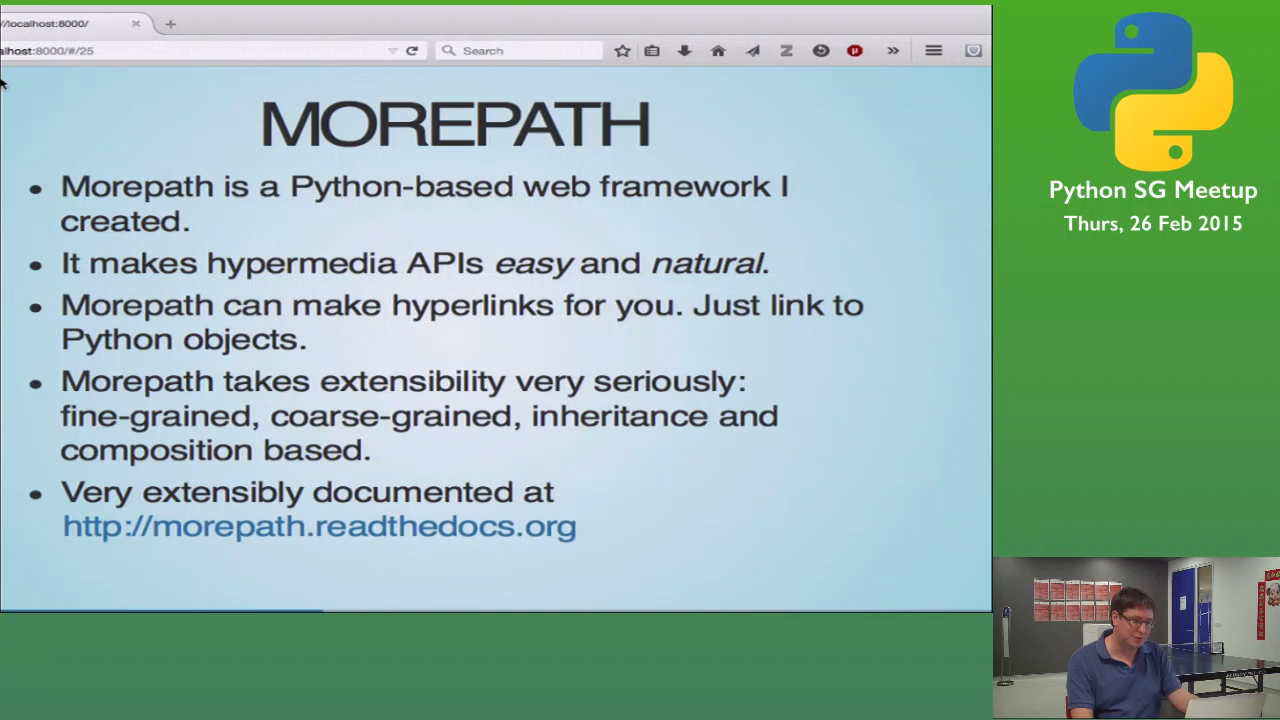 //localhost:8000/
alhost:8000/#/25
Search
MOREPATH
Morepath is a Python-based web framework I
created.
It makes hypermedia APIs easy and natural.
Morepath can make hyperlinks for you. Just link to
Python objects.
Morepath takes extensibility very seriously:
fine-grained, coarse-grained, inheritance and
composition based.
Very extensibly documented at
http://morepath.readthedocs.org
Python SG Meetup
Thurs, 26 Feb 2015